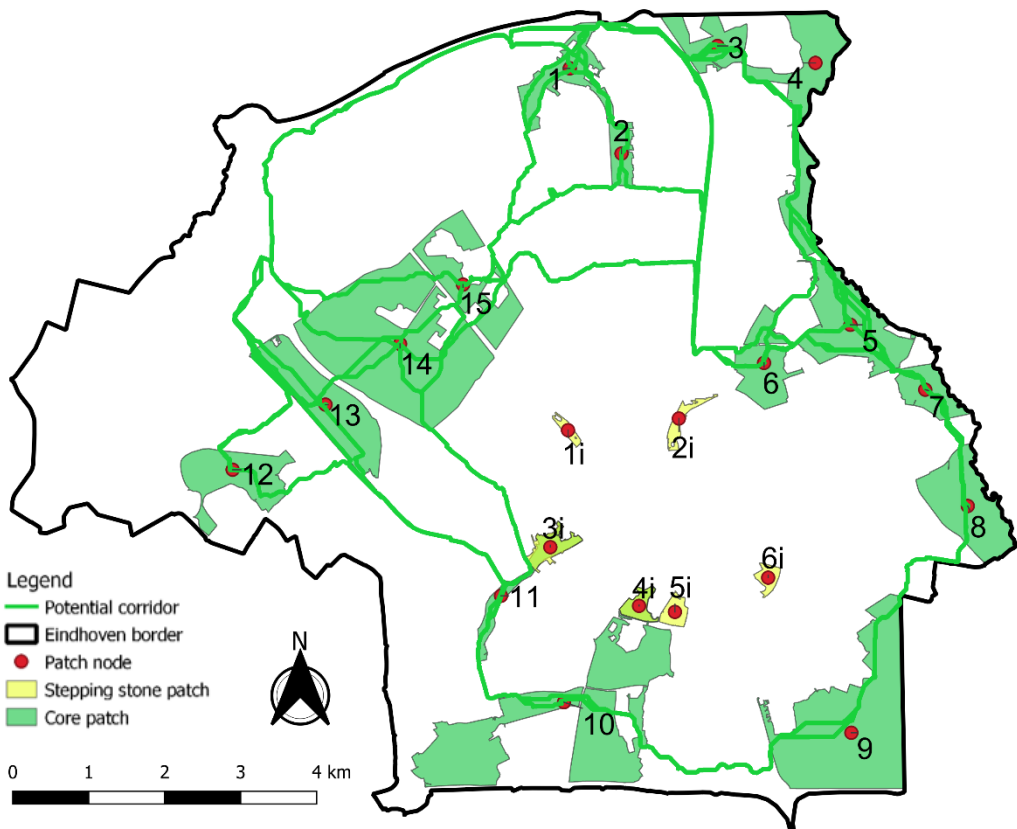 3
4
1
2
15
5
14
6
7
13
1i
2i
12
8
3i
6i
4i
5i
11
10
9
Legend
Potential corridor
Eindhoven border
Patch node
Stepping stone patch
Core patch
N
0 1 2 3 4 km